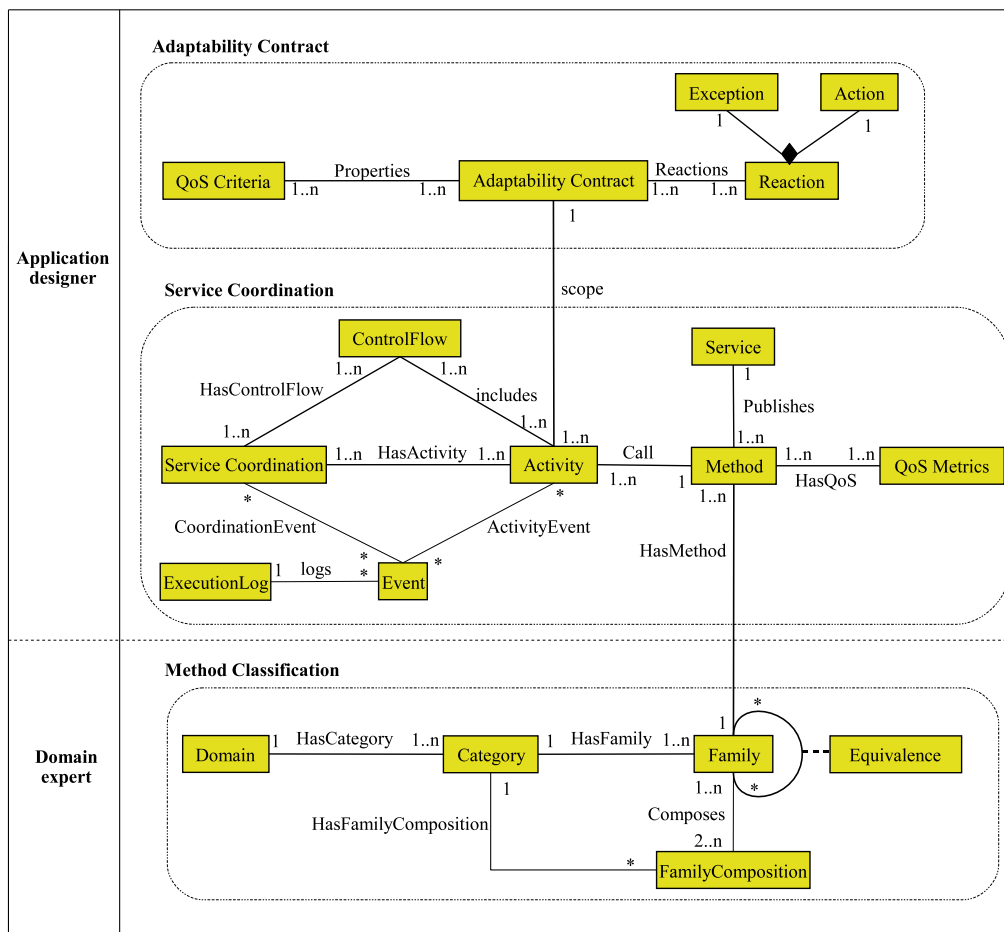 Adaptability Contract
Exception
Action
1
1
QoS Criteria
Properties
1..n
1..n
Adaptability Contract
Reactions
1..n
1..n
Reaction
1
Application
designer
scope
Service Coordination
ControlFlow
Service
1..n
1..n
1
HasControlFlow
includes
Publishes
1..n
1..n
1..n
1..n
Service Coordination
1..n
HasActivity
1..n
Activity
Call
1..n
1
Method
1..n
1..n
HasQoS
QoS Metrics
1..n
*
*
CoordinationEvent
ActivityEvent
HasMethod
*
*
*
ExecutionLog
1
logs
Event
Method Classification
Domain
expert
Domain
1
HasCategory
1..n
Category
1
HasFamily
1..n
1
Family
*
*
Equivalence
1
1..n
HasFamilyComposition
Composes
2..n
*
FamilyComposition